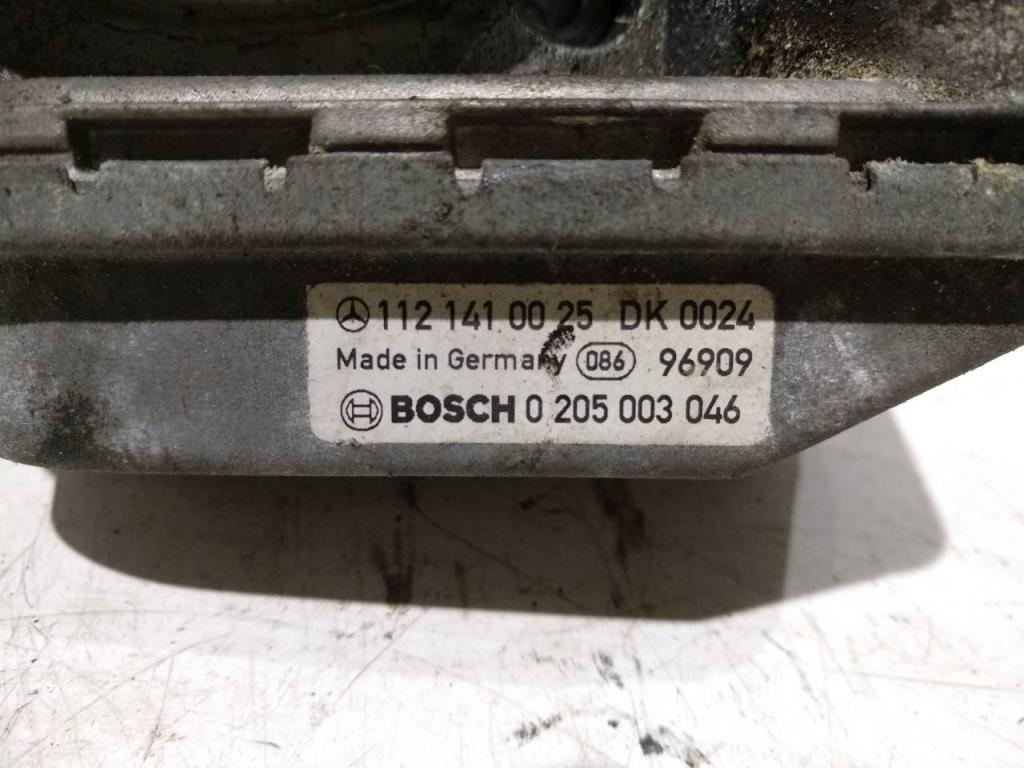 112 141 00 25 DK 0024
Made in Germany 086 96909
BOSCH 0 205 003 046